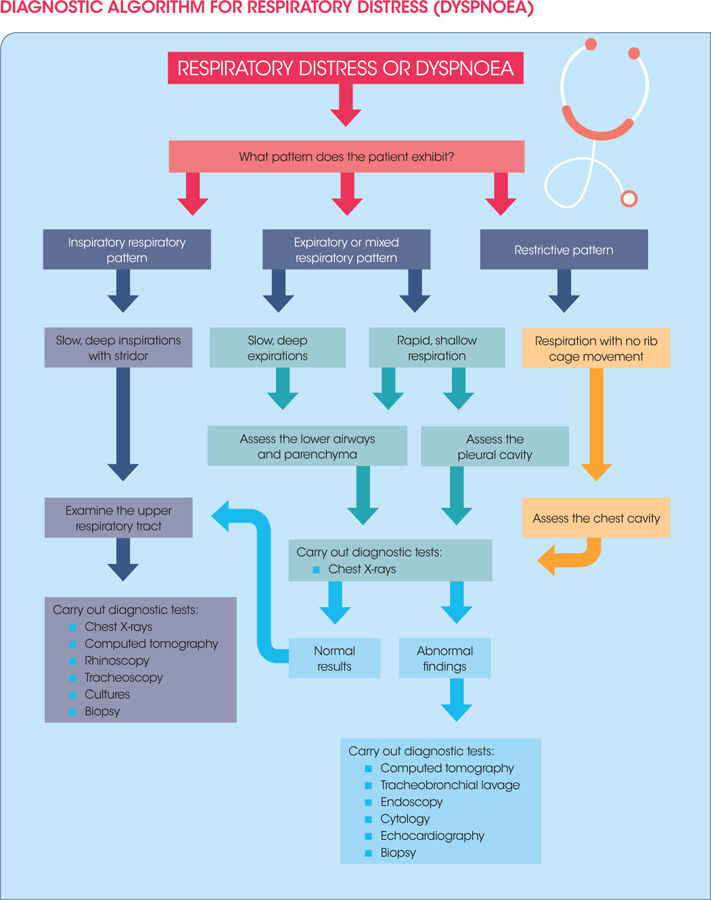 DIAGNOSTIC ALGORITHM FOR RESPIRATORY DISTRESS (DYSPNOEA)
RESPIRATORY DISTRESS OR DYSPNOEA
What pattern does the patient exhibit?
Inspiratory respiratory
pattern
Expiratory or mixed
respiratory pattern
Restrictive pattern
Slow, deep inspirations
with stridor
Slow, deep
expirations
Rapid, shallow
respiration
Respiration with no rib
cage movement
Assess the lower airways
and parenchyma
Assess the
pleural cavity
Examine the upper
respiratory tract
Assess the chest cavity
Carry out diagnostic tests:
Chest X-rays
Normal
results
Abnormal
findings
Carry out diagnostic tests:
Chest X-rays
Computed tomography
Rhinoscopy
Tracheoscopy
Cultures
Biopsy
Carry out diagnostic tests:
Computed tomography
Tracheobronchial lavage
Endoscopy
Cytology
Echocardiography
Biopsy